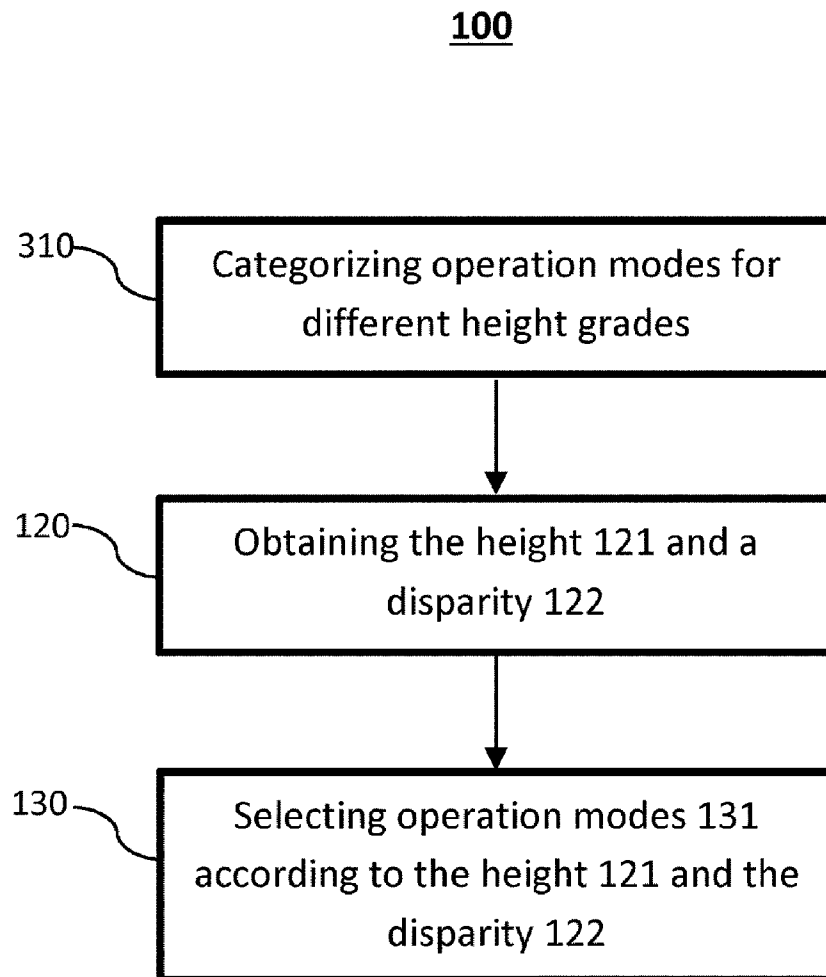 100
310
Categorizing operation modes for
different height grades
120
Obtaining the height 121 and a
disparity 122
130
Selecting operation modes 131
according to the height 121 and the
disparity 122